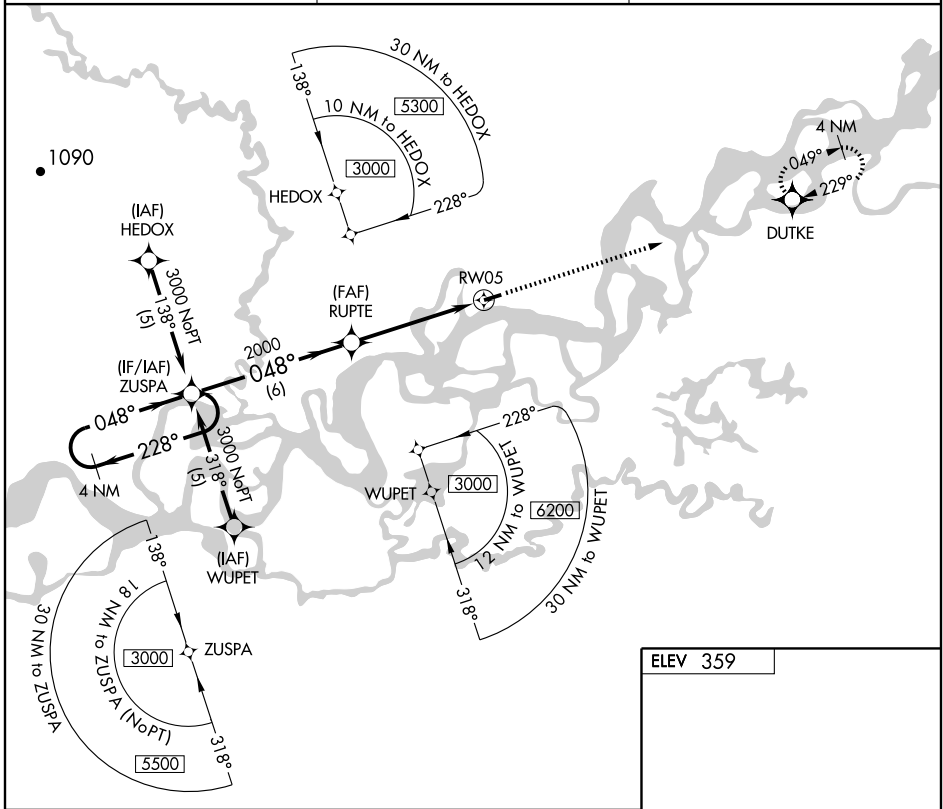 30 NM to HEDOX
138°
5300
10 NM to HEDOX
3000
HEDOX
228°
4 NM
049°
229°
DUTKE
1090
(IAF)
HEDOX
3000 NoPT
138°
(5)
RW05
(FAF)
RUPTE
2000
048°
(6)
(IF/IAF)
ZUSPA
048°
228°
4 NM
3000 NoPT
318°
(5)
(IAF)
WUPET
228°
WUPET
3000
12 NM to WUPET
6200
30 NM to WUPET
318°
138°
30 NM to ZUSPA
18 NM to ZUSPA (NoPT)
3000
ZUSPA
5500
318°
ELEV 359